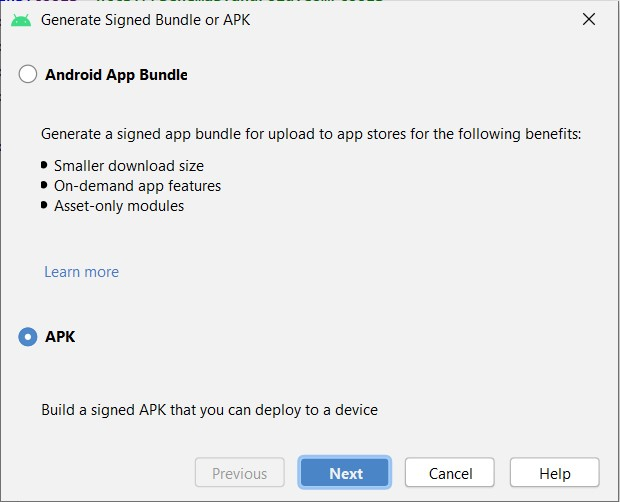 Generate Signed Bundle or APK
Android App Bundle
Generate a signed app bundle for upload to app stores for the following benefits:
• Smaller download size
• On-demand app features
• Asset-only modules
Learn more
APK
Build a signed APK that you can deploy to a device
Previous
Next
Cancel
Help